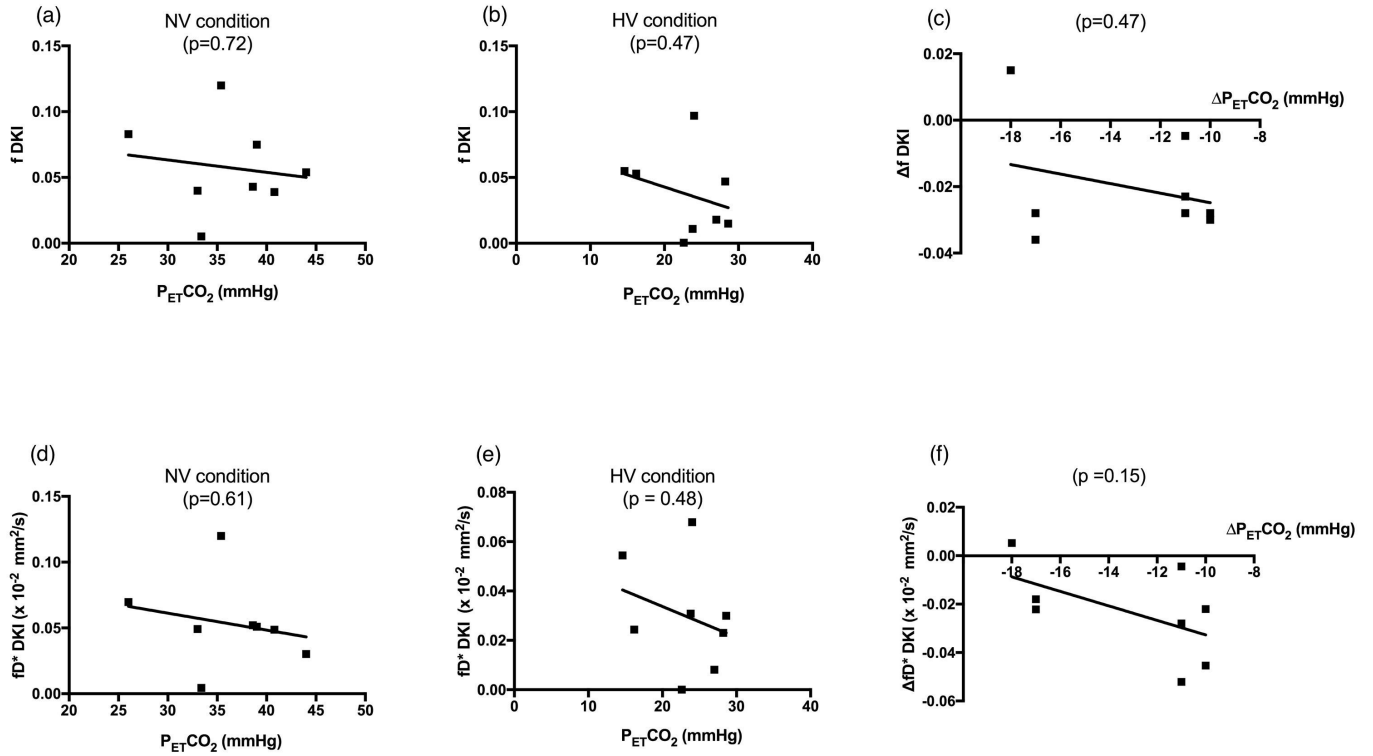 (a)
NV condition
(p=0.72)
0.15
0.10
0.05
0.00
f DKI
20 25 30 35 40 45 50
PETCO2 (mmHg)
(b)
HV condition
(p=0.47)
0.15
0.10
0.05
0.00
f DKI
0 10 20 30 40
PETCO2 (mmHg)
(c)
(p=0.47)
0.02
0.00
-0.02
-0.04
Δf DKI
ΔPETCO2 (mmHg)
-18 -16 -14 -12 -10 -8
(d)
NV condition
(p=0.61)
0.15
0.10
0.05
0.00
fD* DKI (x 10-2 mm2/s)
20 25 30 35 40 45 50
PETCO2 (mmHg)
(e)
HV condition
(p = 0.48)
0.08
0.06
0.04
0.02
0.00
fD* DKI (x 10-2 mm2/s)
0 10 20 30 40
PETCO2 (mmHg)
(f)
(p =0.15)
0.02
0.00
-0.02
-0.04
-0.06
ΔfD* DKI (x 10-2 mm2/s)
ΔPETCO2 (mmHg)
-18 -16 -14 -12 -10 -8